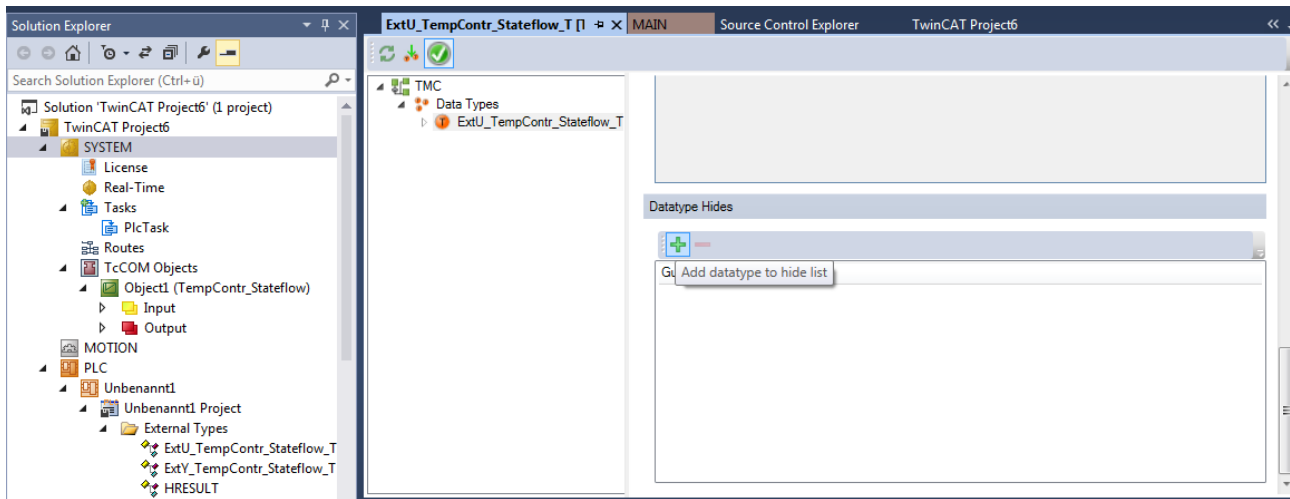 Solution Explorer
Search Solution Explorer (Ctrl+ü)
Solution 'TwinCAT Project6' (1 project)
TwinCAT Project6
SYSTEM
License
Real-Time
Tasks
PlcTask
Routes
TcCOM Objects
Object1 (TempContr_Stateflow)
Input
Output
MOTION
PLC
Unbenannt1
Unbenannt1 Project
External Types
ExtU_TempContr_Stateflow_T
ExtY_TempContr_Stateflow_T
HRESULT
ExtU_TempContr_Stateflow_T [ MAIN Source Control Explorer TwinCAT Project6
TMC
Data Types
T ExtU_TempContr_Stateflow_T
Datatype Hides
Gu
Add datatype to hide list